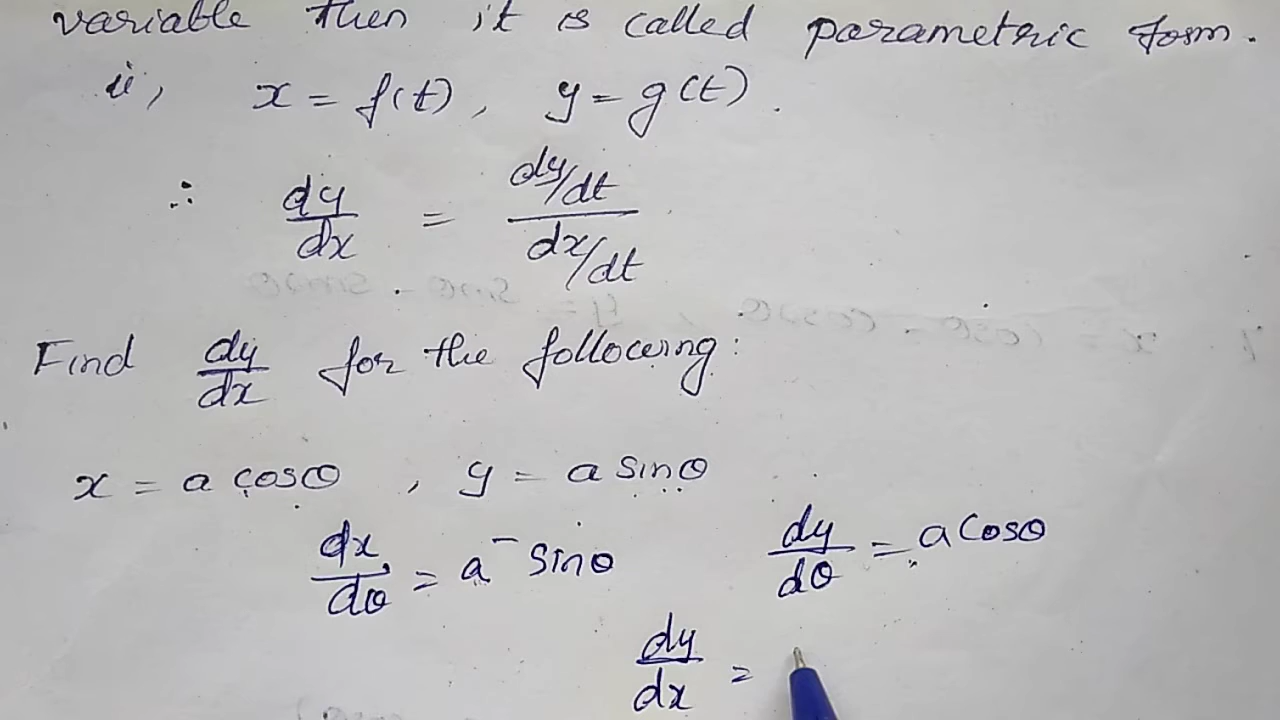 variable then it is called parametric form.
ie, x = f(t), y = g(t).
∴ dy/dx = (dy/dt)/(dx/dt)
Find dy/dx for the following:
x = a cosθ , y = a sinθ
dx/dθ = a - sinθ dy/dθ = a cosθ
dy/dx =